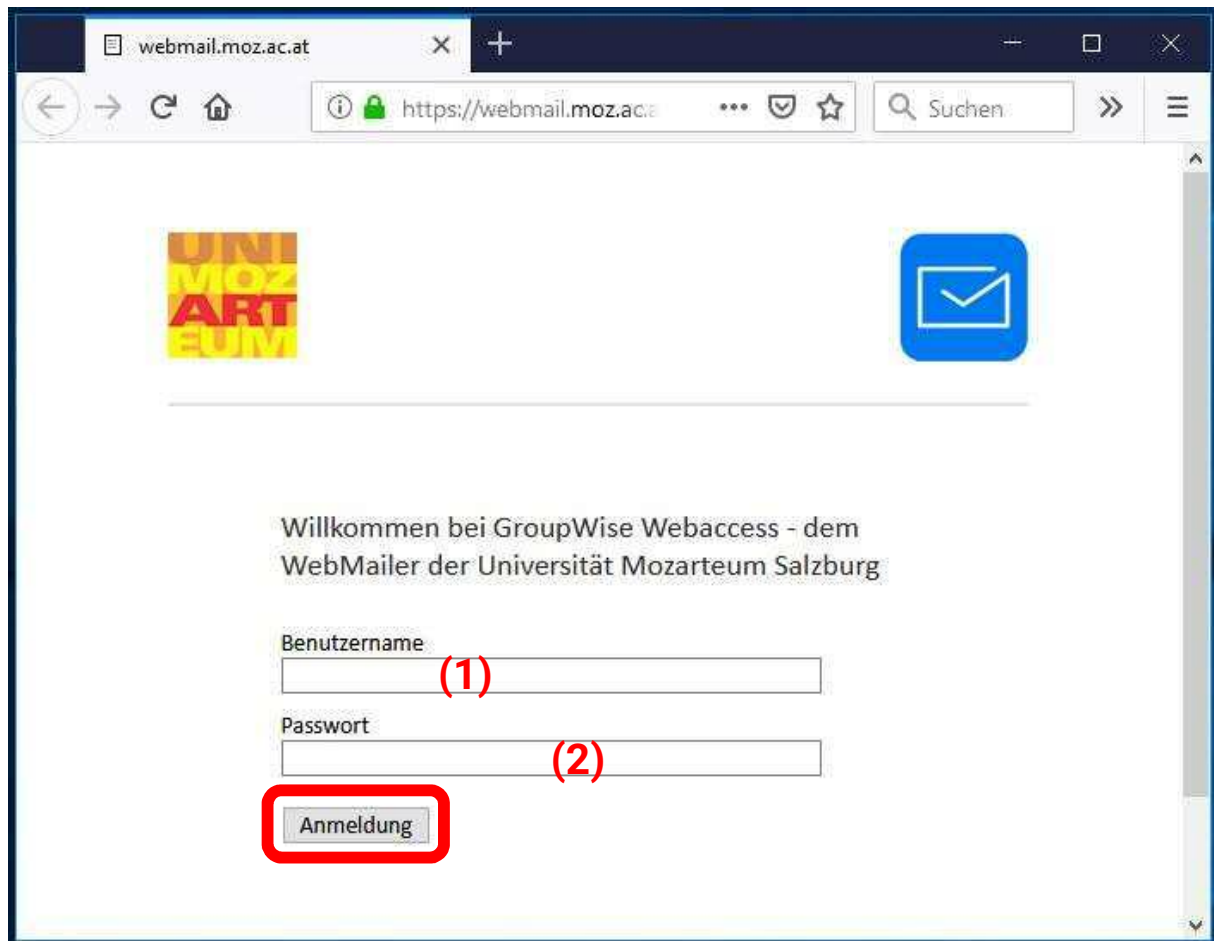 webmail.moz.ac.at
https://webmail.moz.ac.a
Suchen
UNI
MOZ
ART
EUM
Willkommen bei GroupWise Webaccess - dem
WebMailer der Universität Mozarteum Salzburg
Benutzername
(1)
Passwort
(2)
Anmeldung